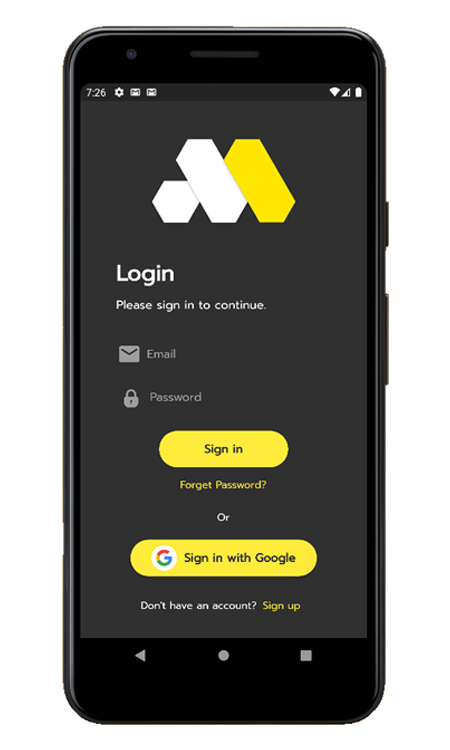 7:26
Login
Please sign in to continue.
Email
Password
Sign in
Forget Password?
Or
Sign in with Google
Don't have an account? Sign up